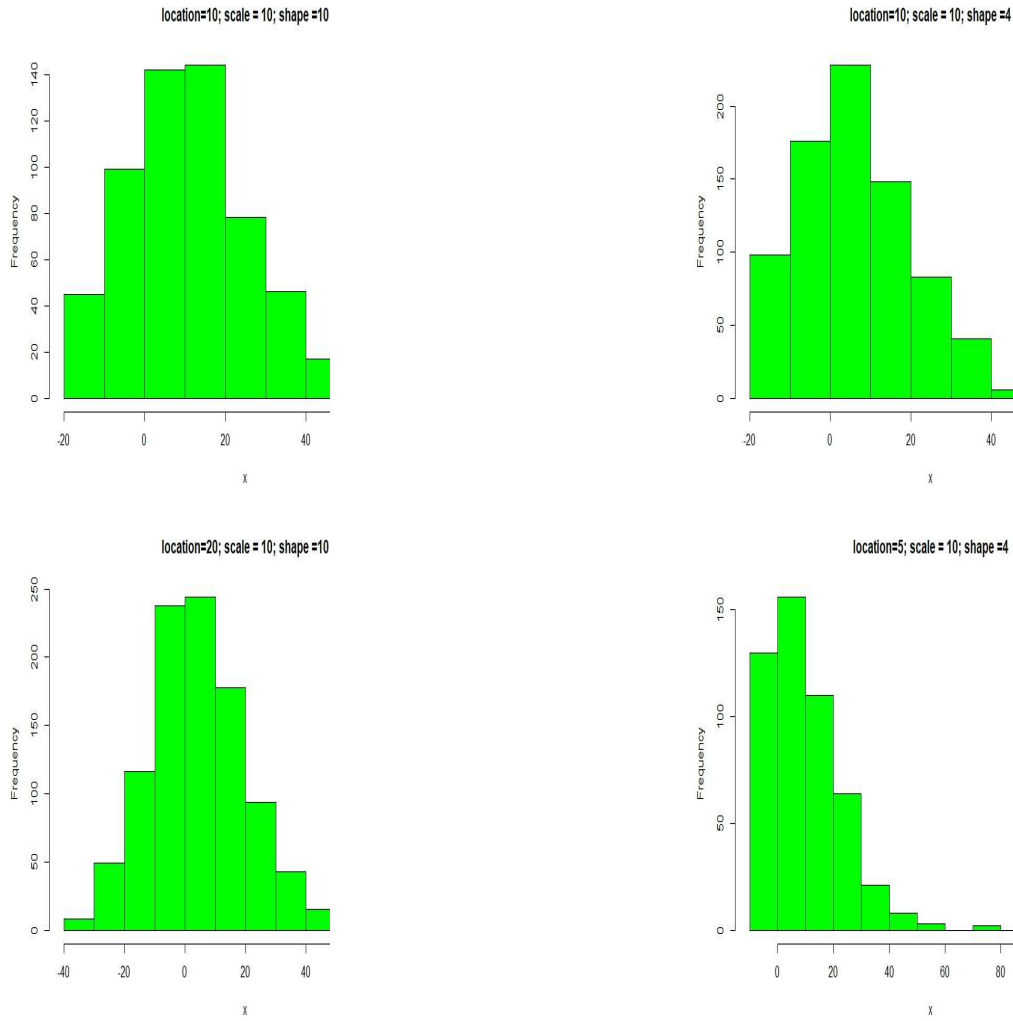 location=10; scale = 10; shape =10
140
120
100
80
60
40
20
0
Frequency
-20 0 20 40
x
location=10; scale = 10; shape =4
200
150
100
50
0
Frequency
-20 0 20 40
x
location=20; scale = 10; shape =10
250
200
150
100
50
0
Frequency
-40 -20 0 20 40
x
location=5; scale = 10; shape =4
150
100
50
0
Frequency
0 20 40 60 80
x